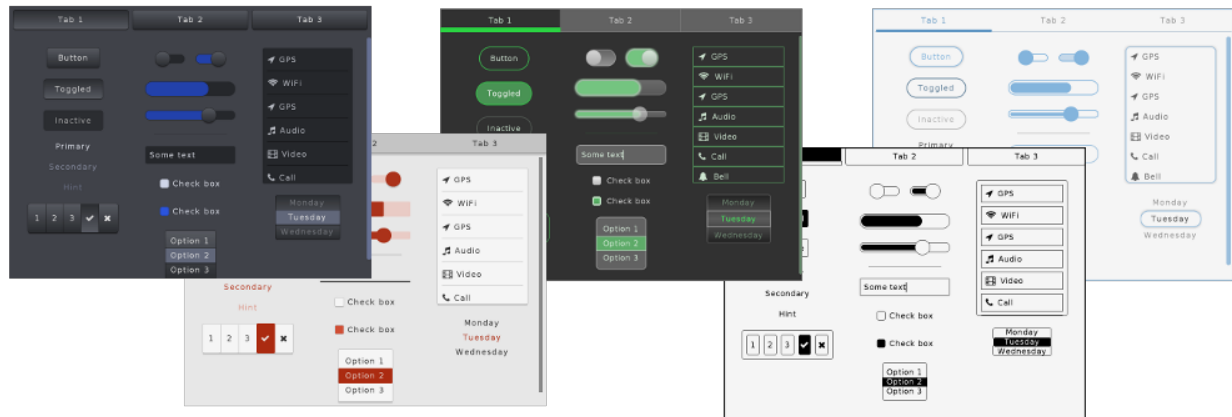 Tab 1
Tab 2
Tab 3
Button
Toggled
Inactive
Primary
Secondary
Hint
1 2 3
Some text
Check box
Check box
Option 1
Option 2
Option 3
GPS
WiFi
GPS
Audio
Video
Call
Monday
Tuesday
Wednesday
2
Tab 3
Secondary
Hint
1 2 3
Check box
Check box
Option 1
Option 2
Option 3
GPS
WiFi
GPS
Audio
Video
Call
Monday
Tuesday
Wednesday
Tab 1
Tab 2
Tab 3
Button
Toggled
Inactive
Some text
Check box
Check box
Option 1
Option 2
Option 3
GPS
WiFi
GPS
Audio
Video
Call
Bell
Monday
Tuesday
Wednesday
Tab 2
Tab 3
Secondary
Hint
1 2 3
Some text
Check box
Check box
Option 1
Option 2
Option 3
GPS
WiFi
GPS
Audio
Video
Call
Monday
Tuesday
Wednesday
Tab 1
Tab 2
Tab 3
Button
Toggled
Inactive
Primary
GPS
WiFi
GPS
Audio
Video
Call
Bell
Monday
Tuesday
Wednesday